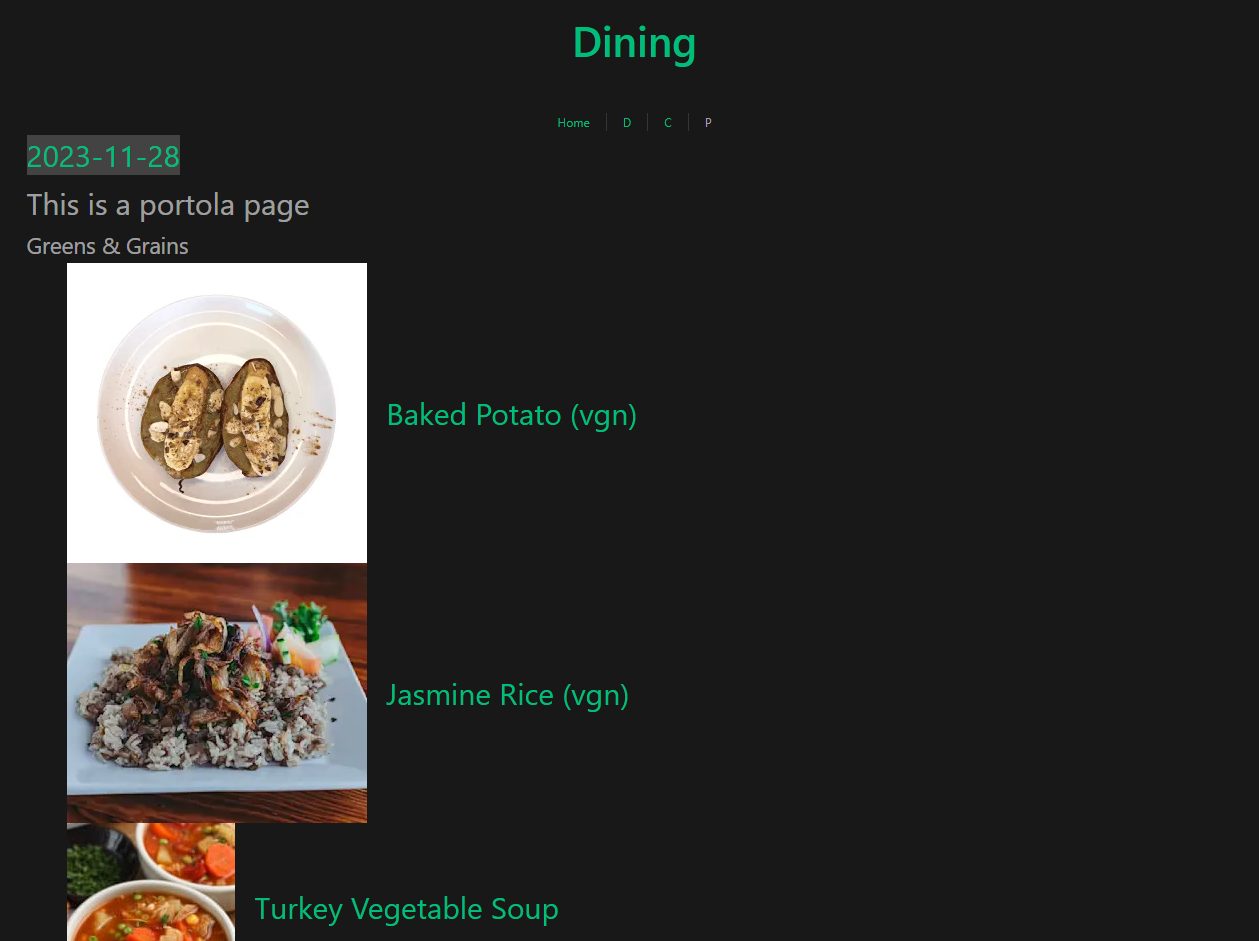 Dining
Home D C P
2023-11-28
This is a portola page
Greens & Grains
Baked Potato (vgn)
Jasmine Rice (vgn)
Turkey Vegetable Soup